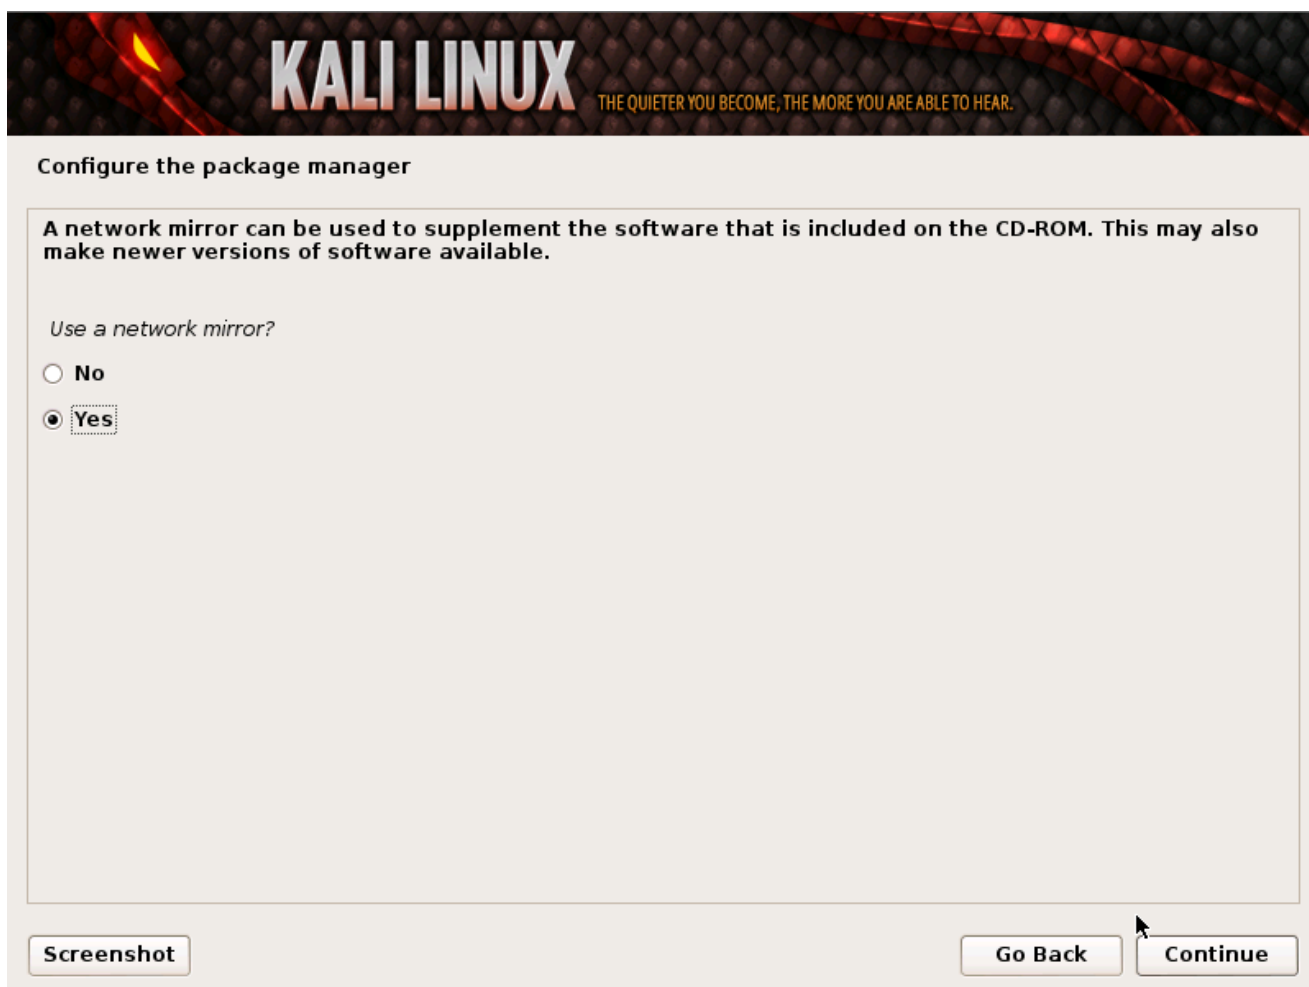 KALI LINUX
THE QUIETER YOU BECOME, THE MORE YOU ARE ABLE TO HEAR.
Configure the package manager
A network mirror can be used to supplement the software that is included on the CD-ROM. This may also
make newer versions of software available.
Use a network mirror?
No
Yes
Screenshot
Go Back
Continue